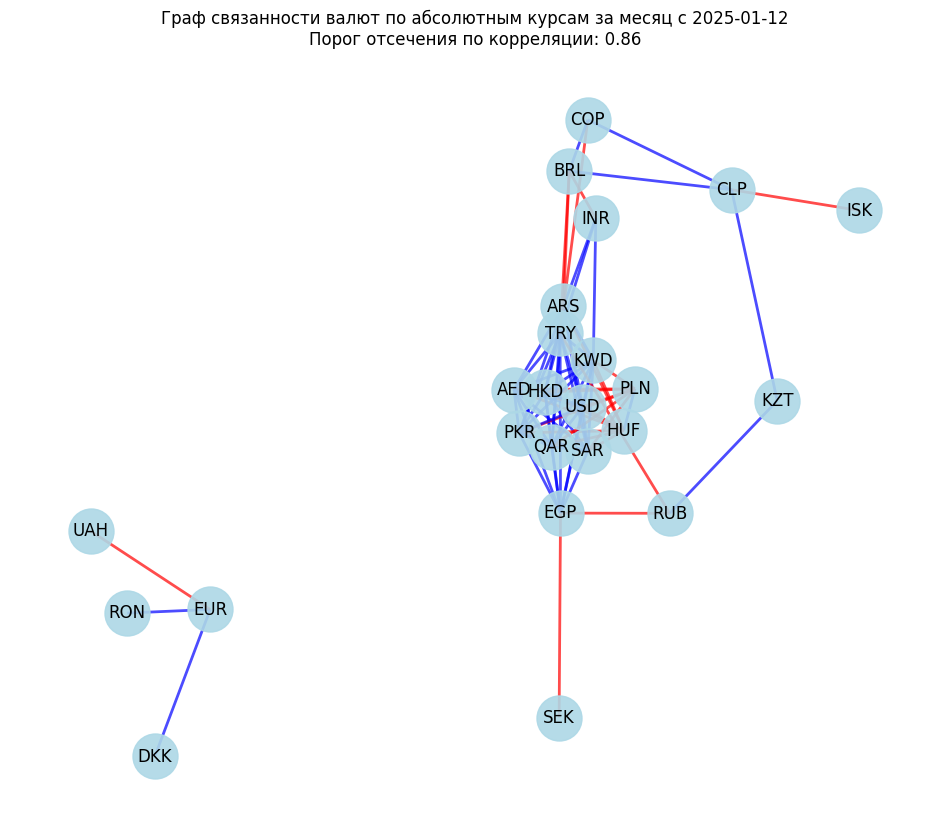 Граф связанности валют по абсолютным курсам за месяц с 2025-01-12
Порог отсечения по корреляции: 0.86
COP
BRL
CLP
ISK
INR
ARS
TRY
KWD
AED
HKD
PLN
KZT
USD
PKR
HUF
QAR
SAR
EGP
RUB
UAH
RON
EUR
SEK
DKK